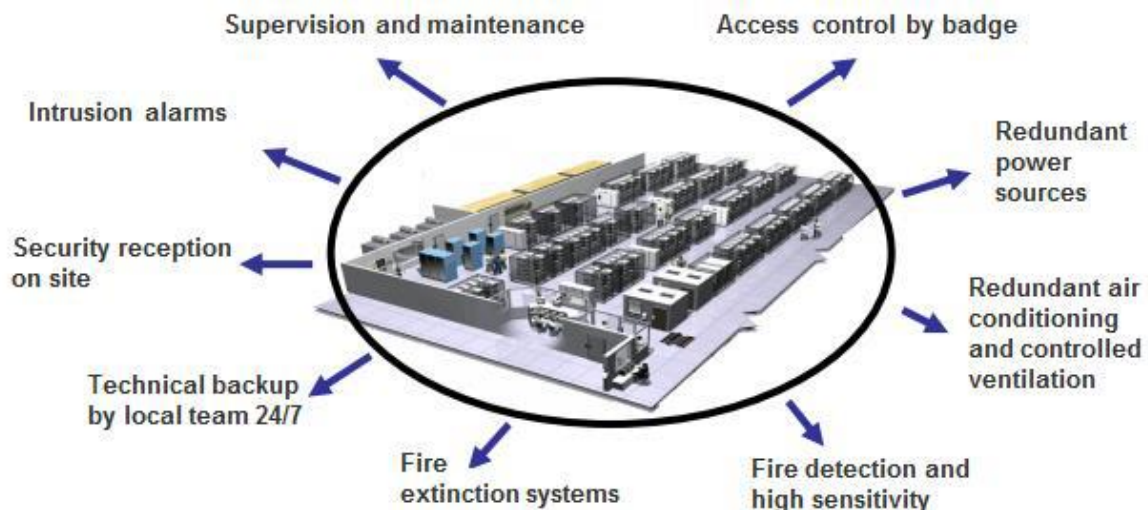 Supervision and maintenance
Access control by badge
Intrusion alarms
Redundant
power
sources
Security reception
on site
Redundant air
conditioning
and controlled
ventilation
Technical backup
by local team 24/7
Fire
extinction systems
Fire detection and
high sensitivity